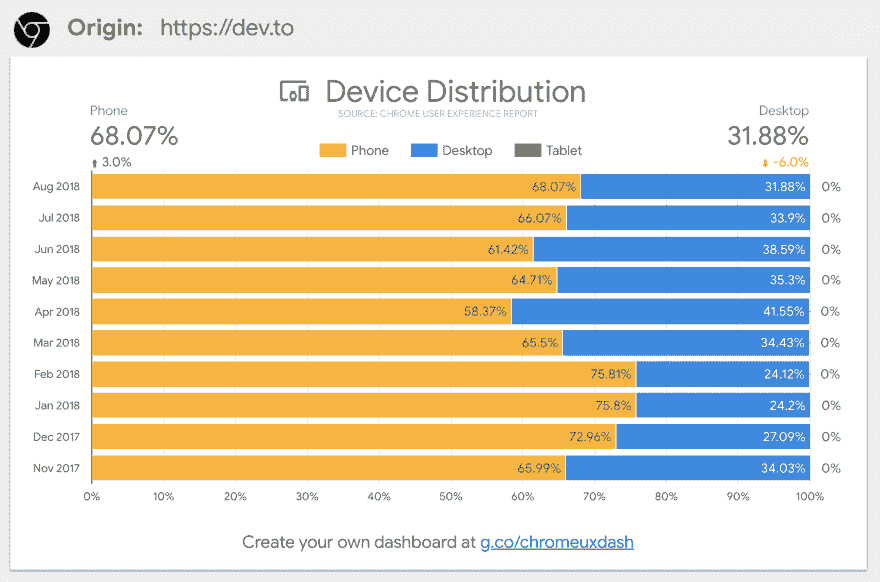 Origin: https://dev.to
Device Distribution
SOURCE: CHROME USER EXPERIENCE REPORT
Phone
68.07%
3.0%
Desktop
31.88%
-6.0%
Phone Desktop Tablet
Aug 2018 68.07% 31.88% 0%
Jul 2018 66.07% 33.9% 0%
Jun 2018 61.42% 38.59% 0%
May 2018 64.71% 35.3% 0%
Apr 2018 58.37% 41.55% 0%
Mar 2018 65.5% 34.43% 0%
Feb 2018 75.81% 24.12% 0%
Jan 2018 75.8% 24.2% 0%
Dec 2017 72.96% 27.09% 0%
Nov 2017 65.99% 34.03% 0%
0% 10% 20% 30% 40% 50% 60% 70% 80% 90% 100%
Create your own dashboard at g.co/chromeuxdash